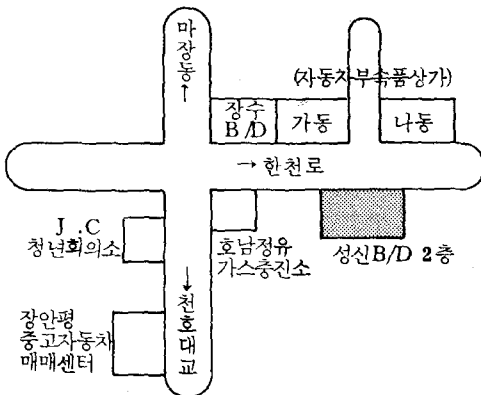 마장동
↑
(자동차부속품상가)
장수
B/D
가동
나동
→ 한천로
J.C
청년회의소
호남정유
가스충진소
성신B/D 2층
↓
천호대교
장안평
중고자동차
매매센터